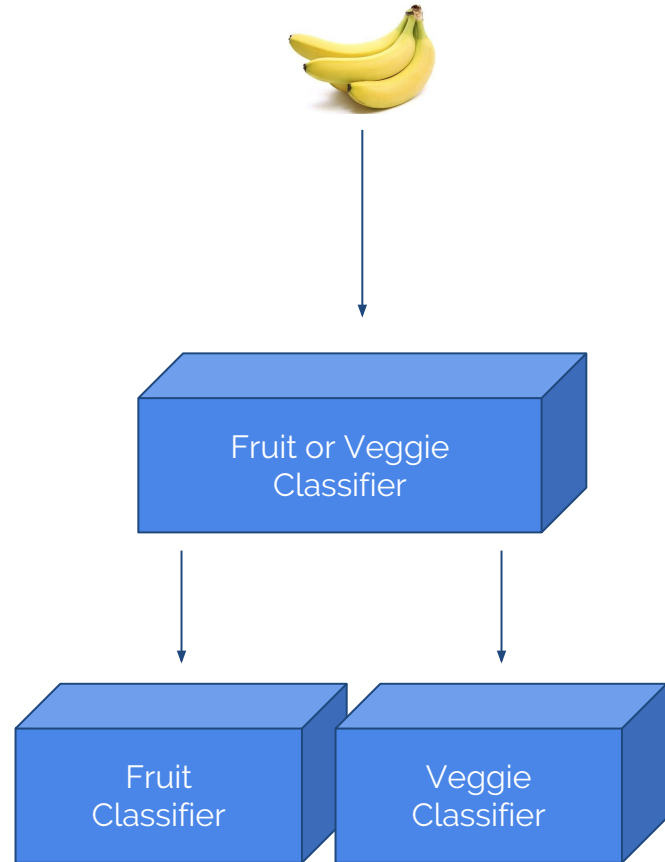 Fruit or Veggie
Classifier
Fruit
Classifier
Veggie
Classifier